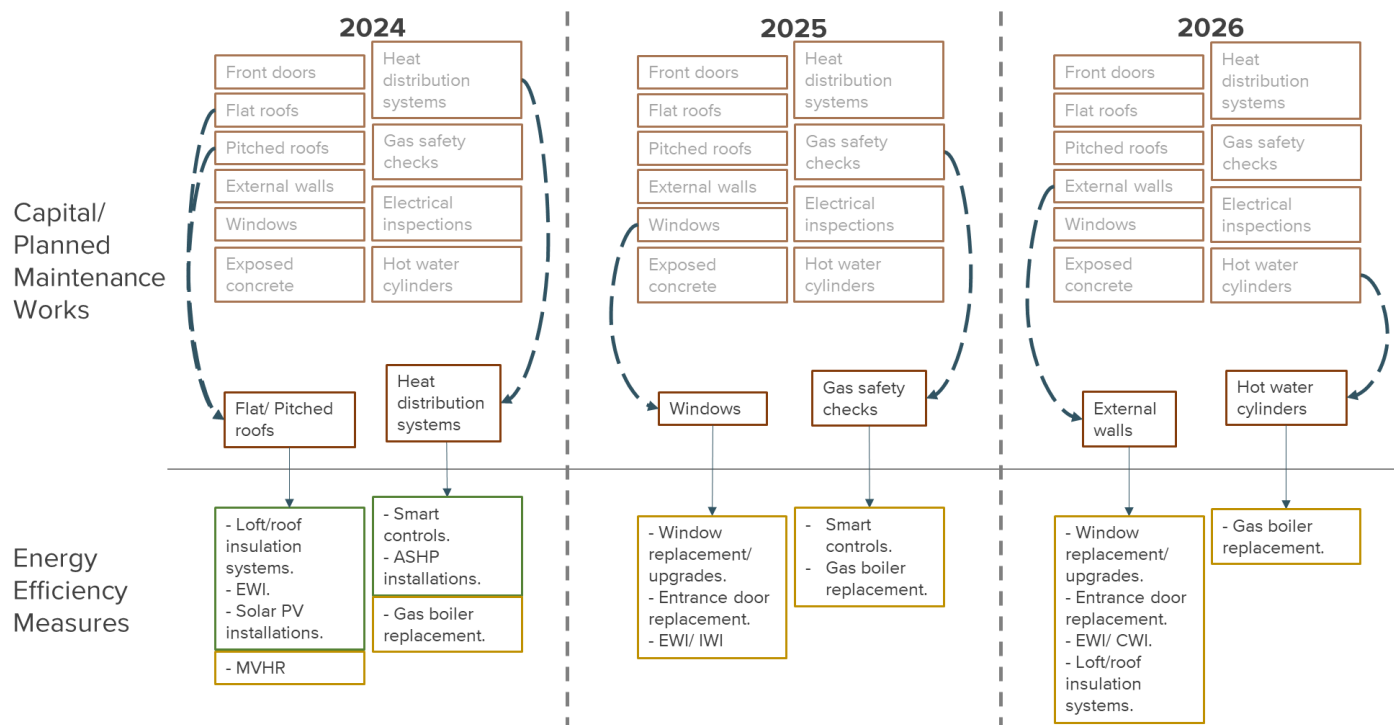 2024
2025
2026
Capital/
Planned
Maintenance
Works
Front doors
Flat roofs
Pitched roofs
External walls
Windows
Exposed
concrete
Heat
distribution
systems
Gas safety
checks
Electrical
inspections
Hot water
cylinders
Front doors
Flat roofs
Pitched roofs
External walls
Windows
Exposed
concrete
Heat
distribution
systems
Gas safety
checks
Electrical
inspections
Hot water
cylinders
Front doors
Flat roofs
Pitched roofs
External walls
Windows
Exposed
concrete
Heat
distribution
systems
Gas safety
checks
Electrical
inspections
Hot water
cylinders
Flat/ Pitched
roofs
Heat
distribution
systems
Windows
Gas safety
checks
External
walls
Hot water
cylinders
Energy
Efficiency
Measures
- Loft/roof
insulation
systems.
- EWI.
- Solar PV
installations.
- MVHR
- Smart
controls.
- ASHP
installations.
- Gas boiler
replacement.
- Window
replacement/
upgrades.
- Entrance door
replacement.
- EWI/ IWI
- Smart
controls.
- Gas boiler
replacement.
- Window
replacement/
upgrades.
- Entrance door
replacement.
- EWI/ CWI.
- Loft/roof
insulation
systems.
- Gas boiler
replacement.